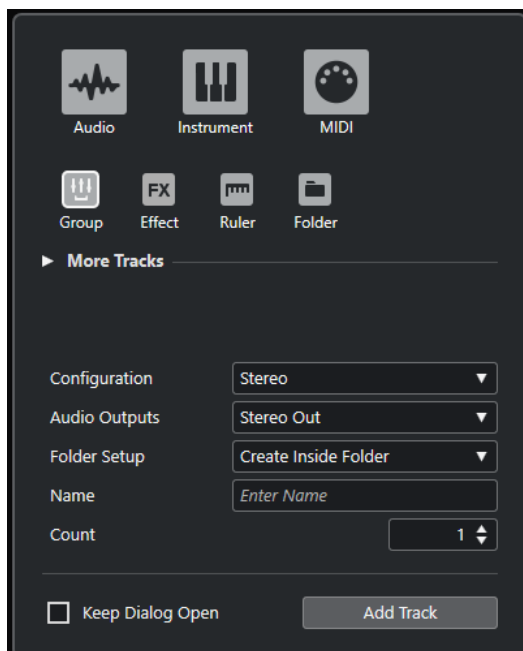 Audio Instrument MIDI
FX
Group Effect Ruler Folder
More Tracks
Configuration Stereo
Audio Outputs Stereo Out
Folder Setup Create Inside Folder
Name Enter Name
Count 1
Keep Dialog Open Add Track